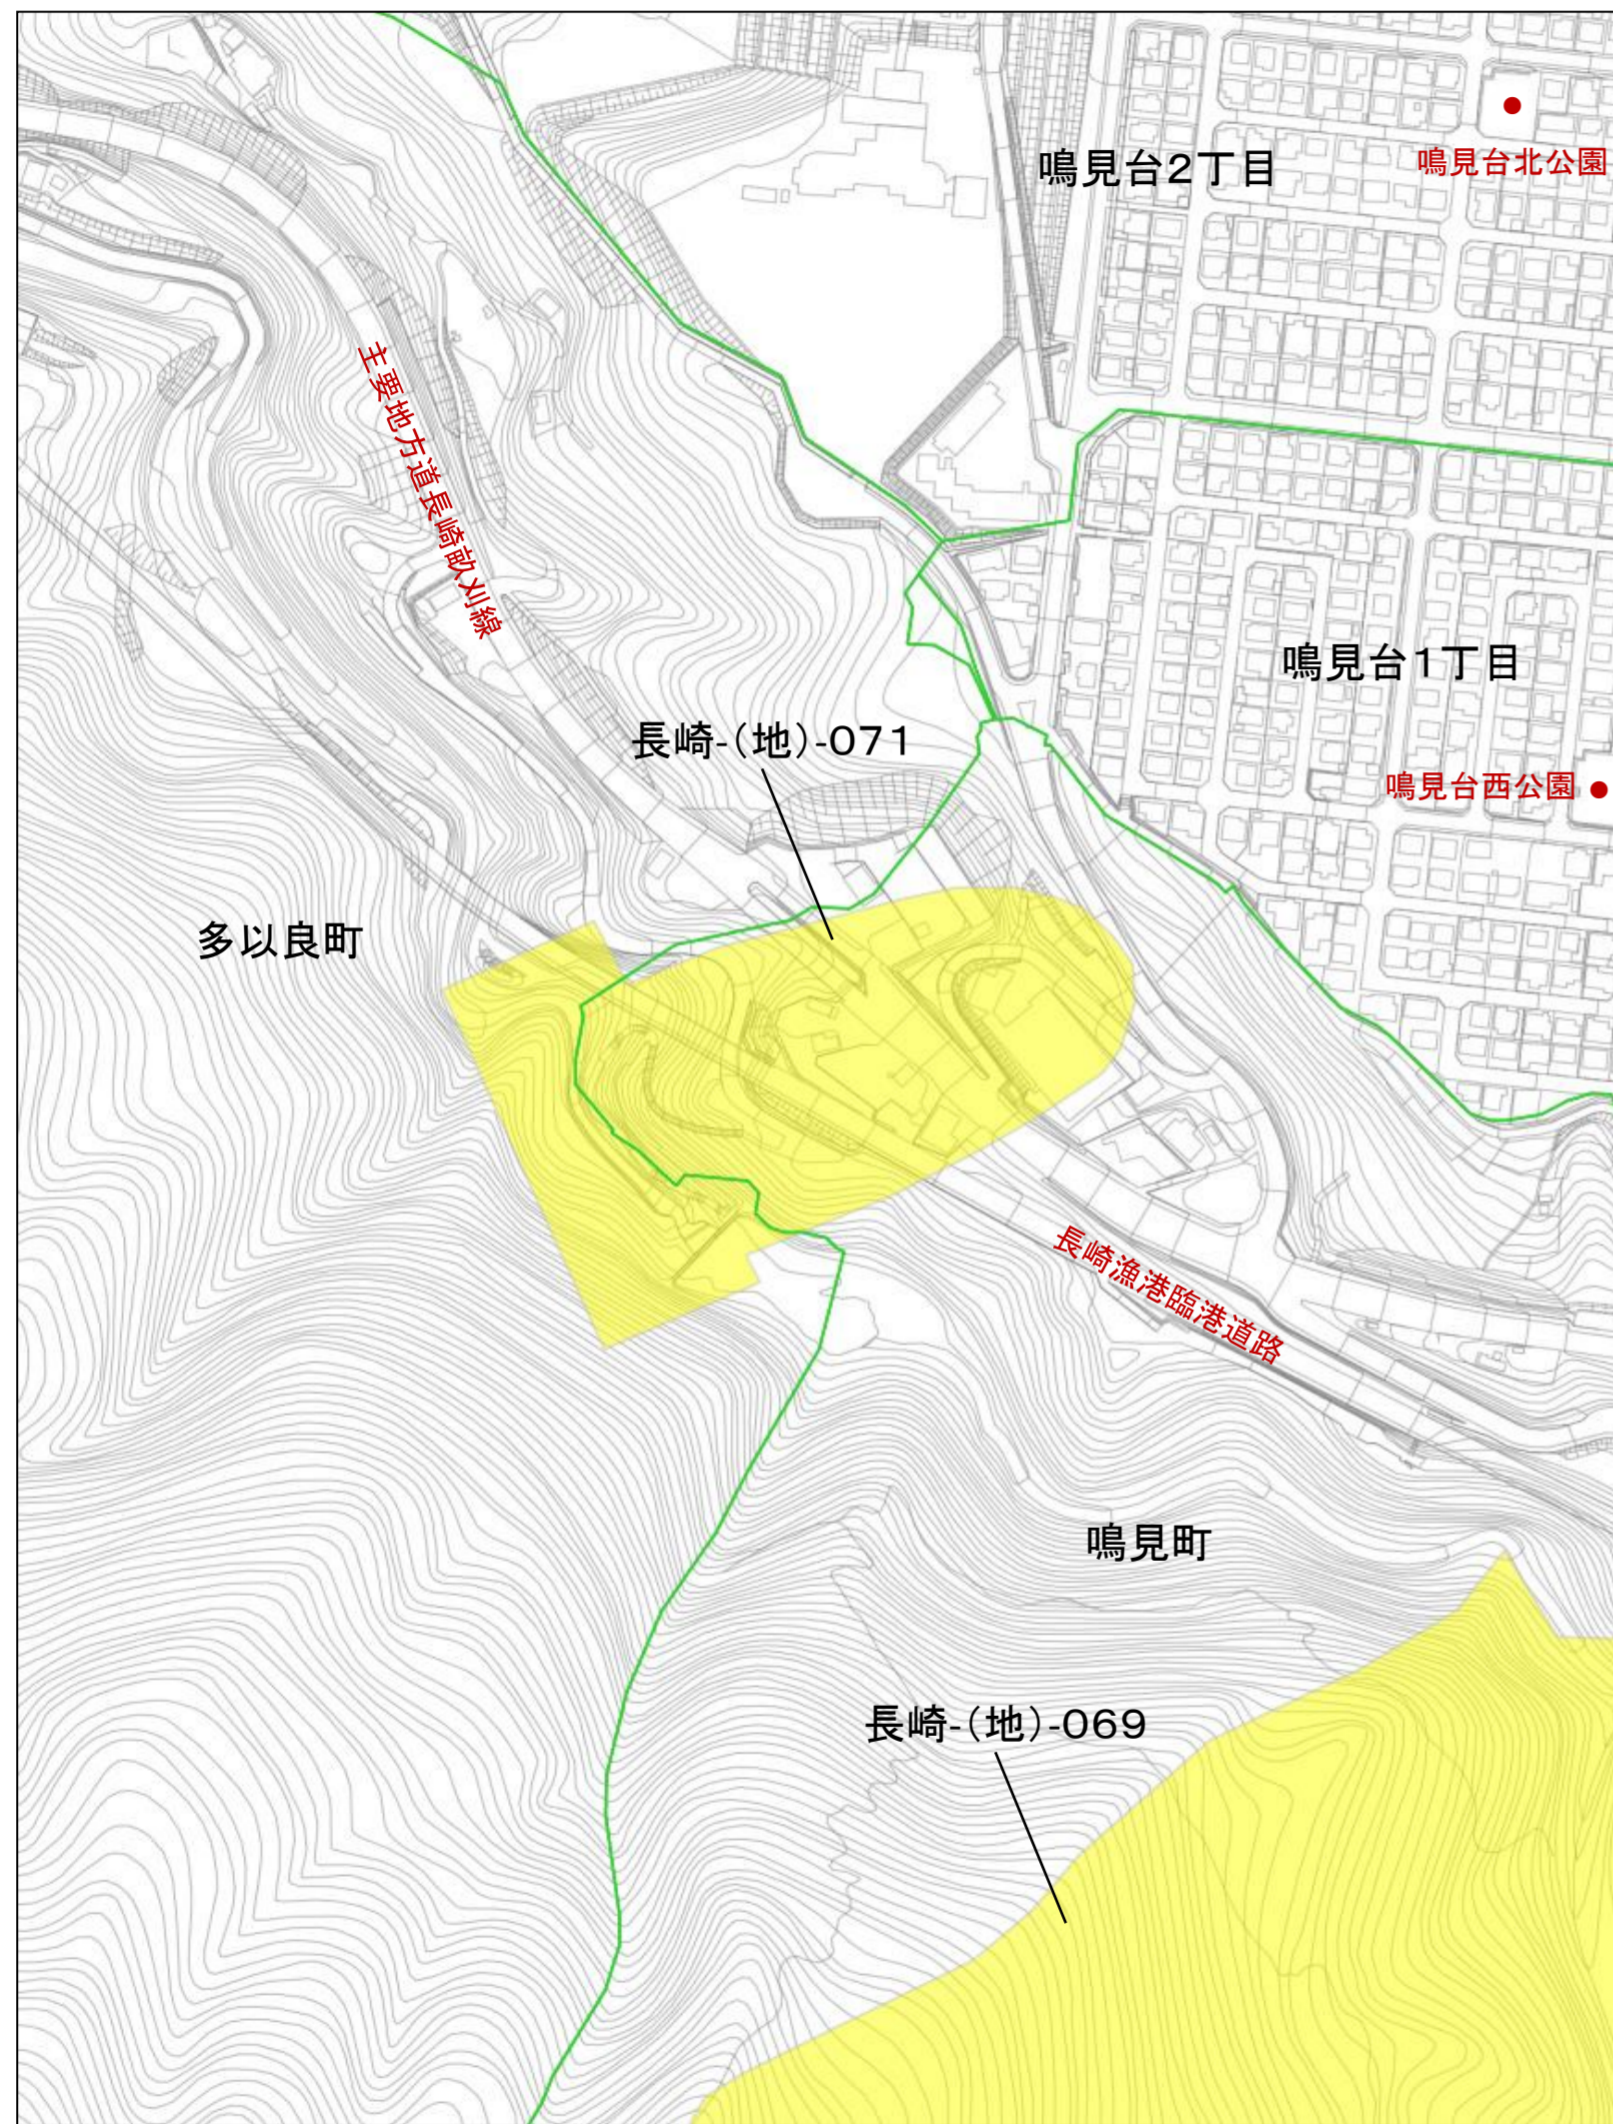 鳴見台2丁目
鳴見台北公園
主要地方道長崎畝刈線
鳴見台1丁目
長崎-(地)-071
鳴見台西公園
多以良町
長崎漁港臨港道路
鳴見町
長崎-(地)-069